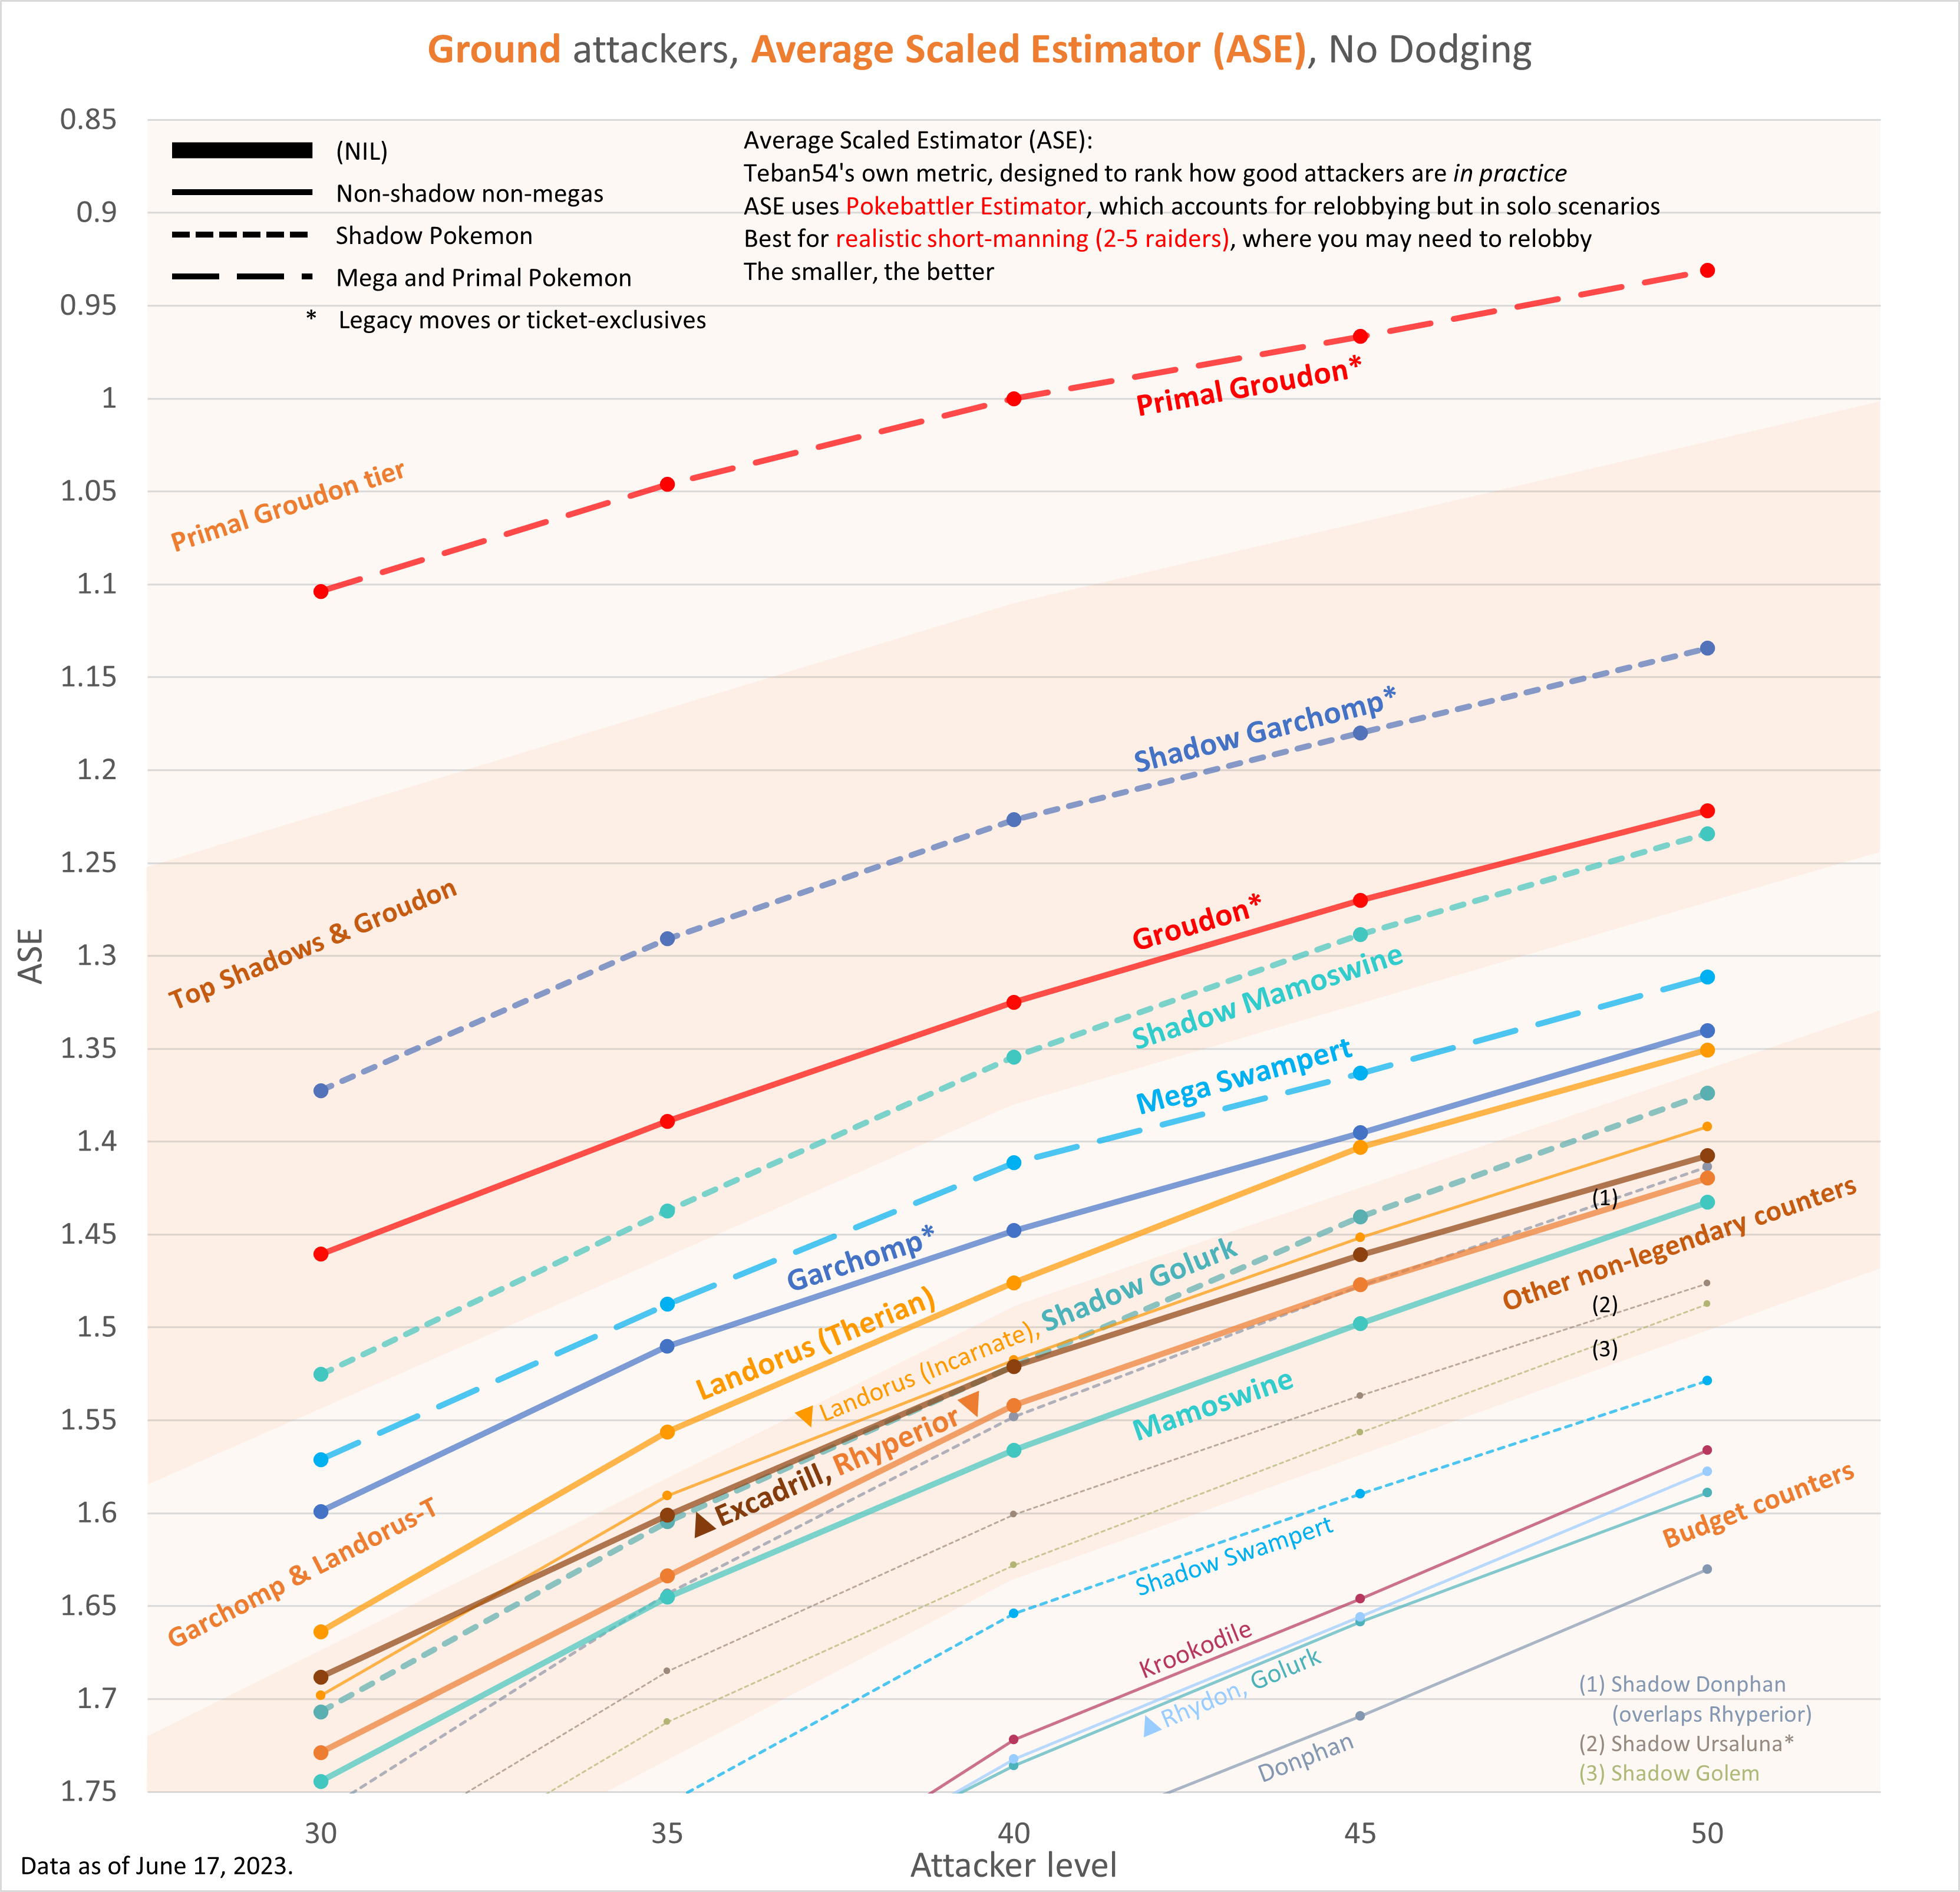 Ground attackers, Average Scaled Estimator (ASE), No Dodging
0.85
0.9
0.95
1
1.05
1.1
1.15
1.2
1.25
1.3
1.35
1.4
1.45
1.5
1.55
1.6
1.65
1.7
1.75
ASE
(NIL)
Non-shadow non-megas
Shadow Pokemon
Mega and Primal Pokemon
* Legacy moves or ticket-exclusives
Average Scaled Estimator (ASE):
Teban54's own metric, designed to rank how good attackers are in practice
ASE uses Pokebattler Estimator, which accounts for relobbying but in solo scenarios
Best for realistic short-manning (2-5 raiders), where you may need to relobby
The smaller, the better
Primal Groudon*
Primal Groudon tier
Shadow Garchomp*
Top Shadows & Groudon
Groudon*
Shadow Mamoswine
Mega Swampert
Garchomp*
Landorus (Therian)
Landorus (Incarnate), Shadow Golurk
Excadrill, Rhyperior
Mamoswine
(1)
Other non-legendary counters
(2)
(3)
Garchomp & Landorus-T
Shadow Swampert
Budget counters
Krookodile
Rhydon, Golurk
Donphan
(1) Shadow Donphan
(overlaps Rhyperior)
(2) Shadow Ursaluna*
(3) Shadow Golem
30
35
40
45
50
Attacker level
Data as of June 17, 2023.